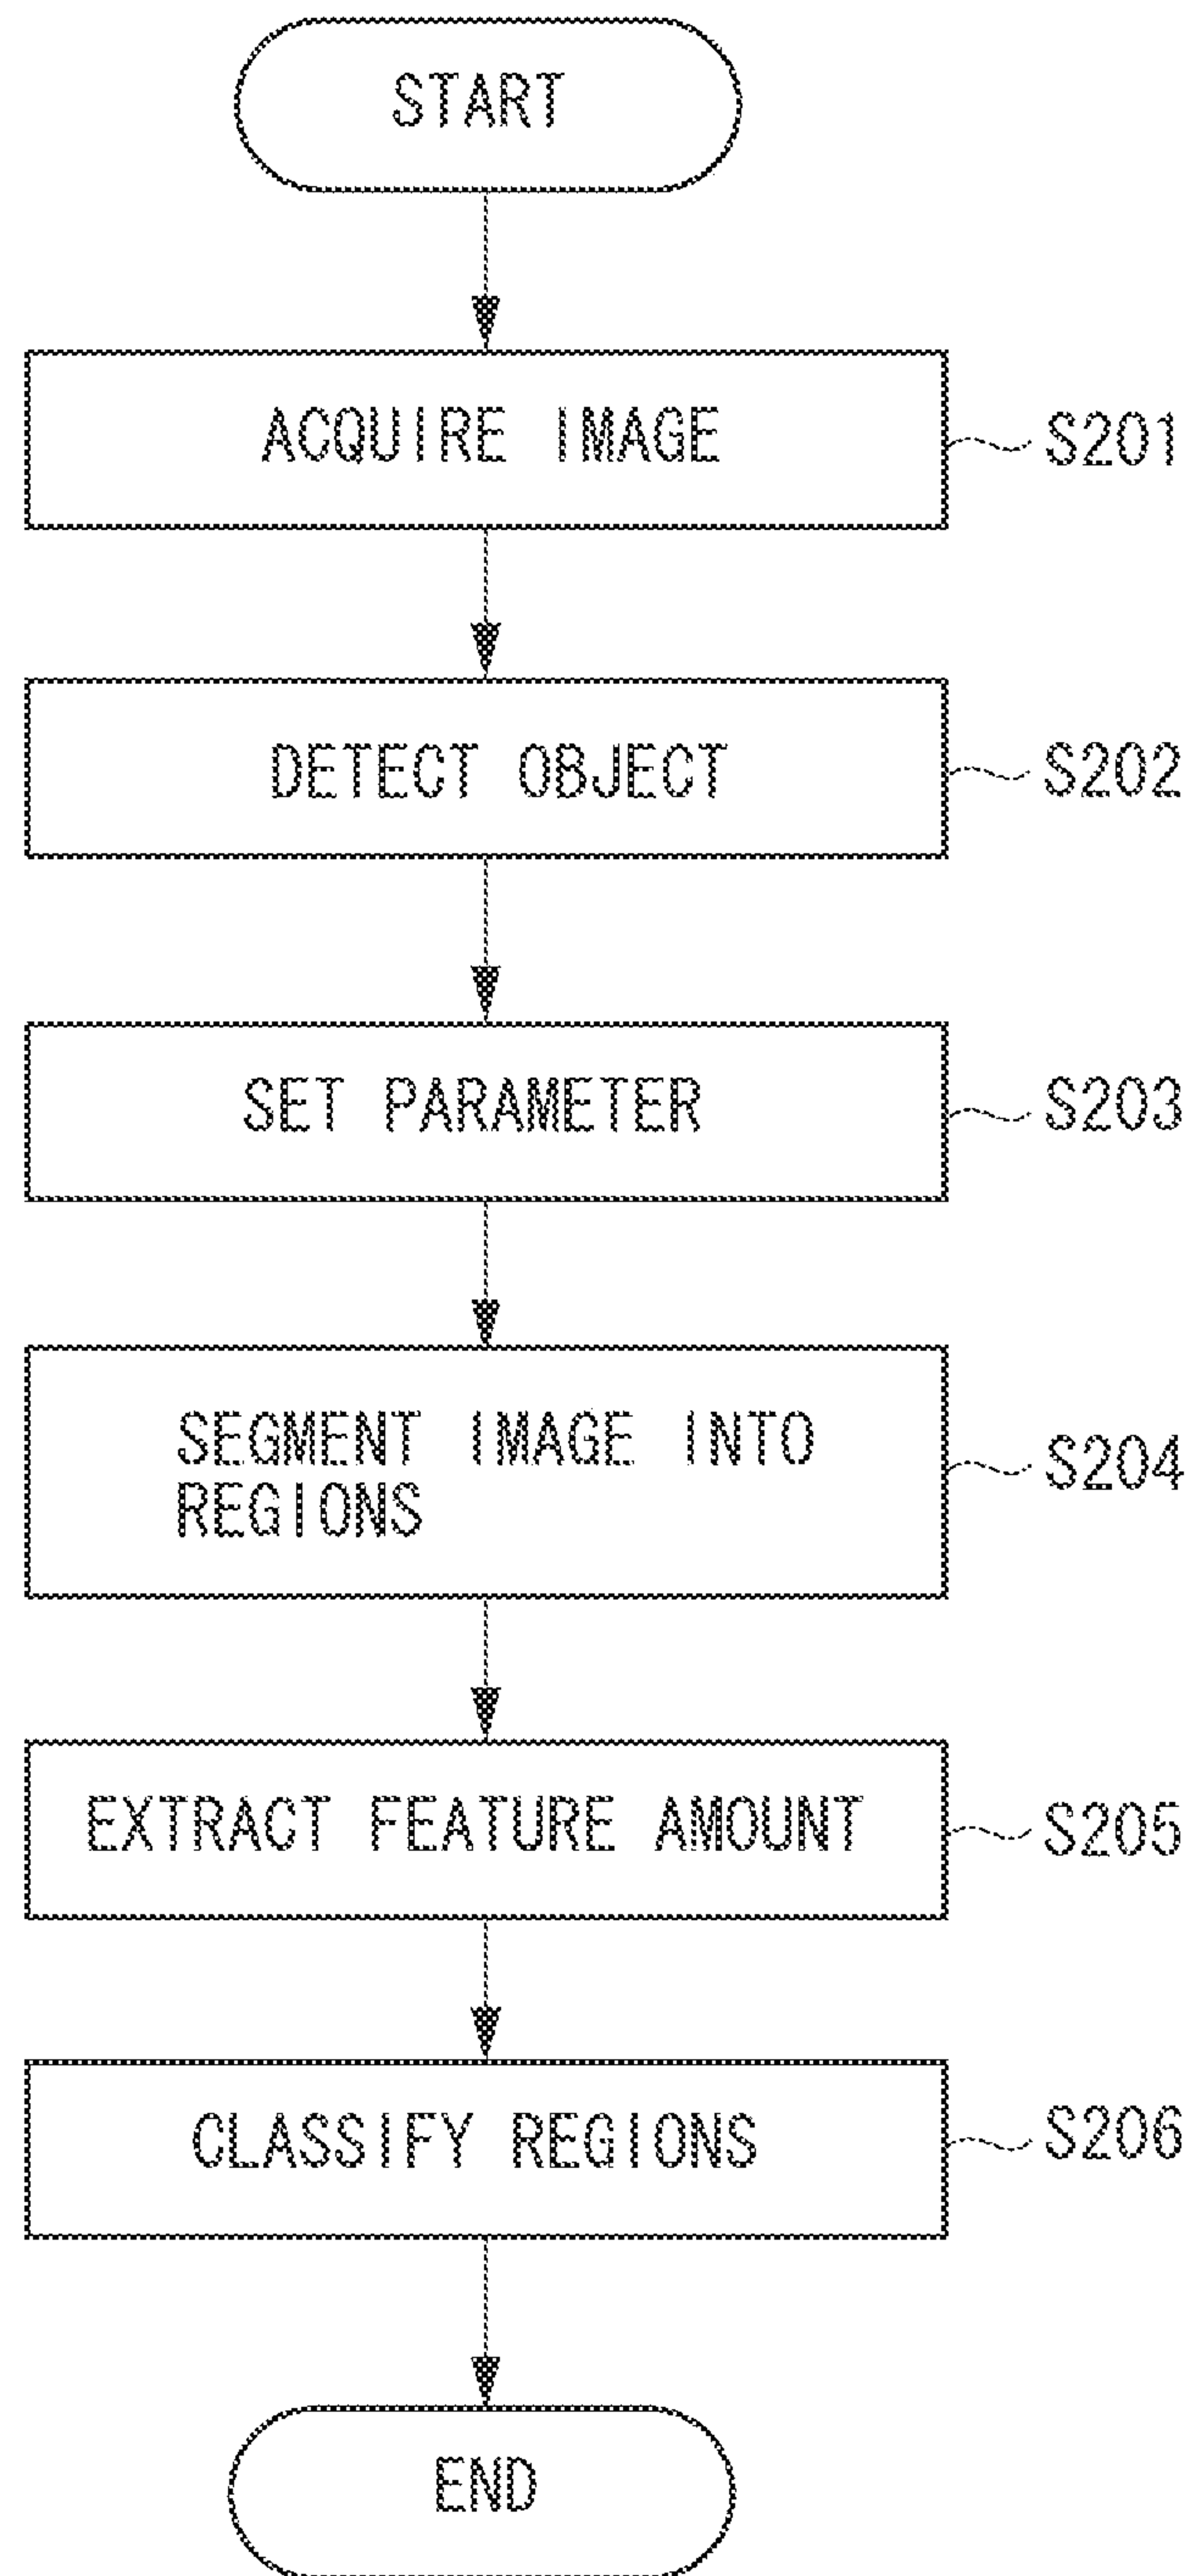 START
ACQUIRE IMAGE
S201
DETECT OBJECT
S202
SET PARAMETER
S203
SEGMENT IMAGE INTO
REGIONS
S204
EXTRACT FEATURE AMOUNT
S205
CLASSIFY REGIONS
S206
END